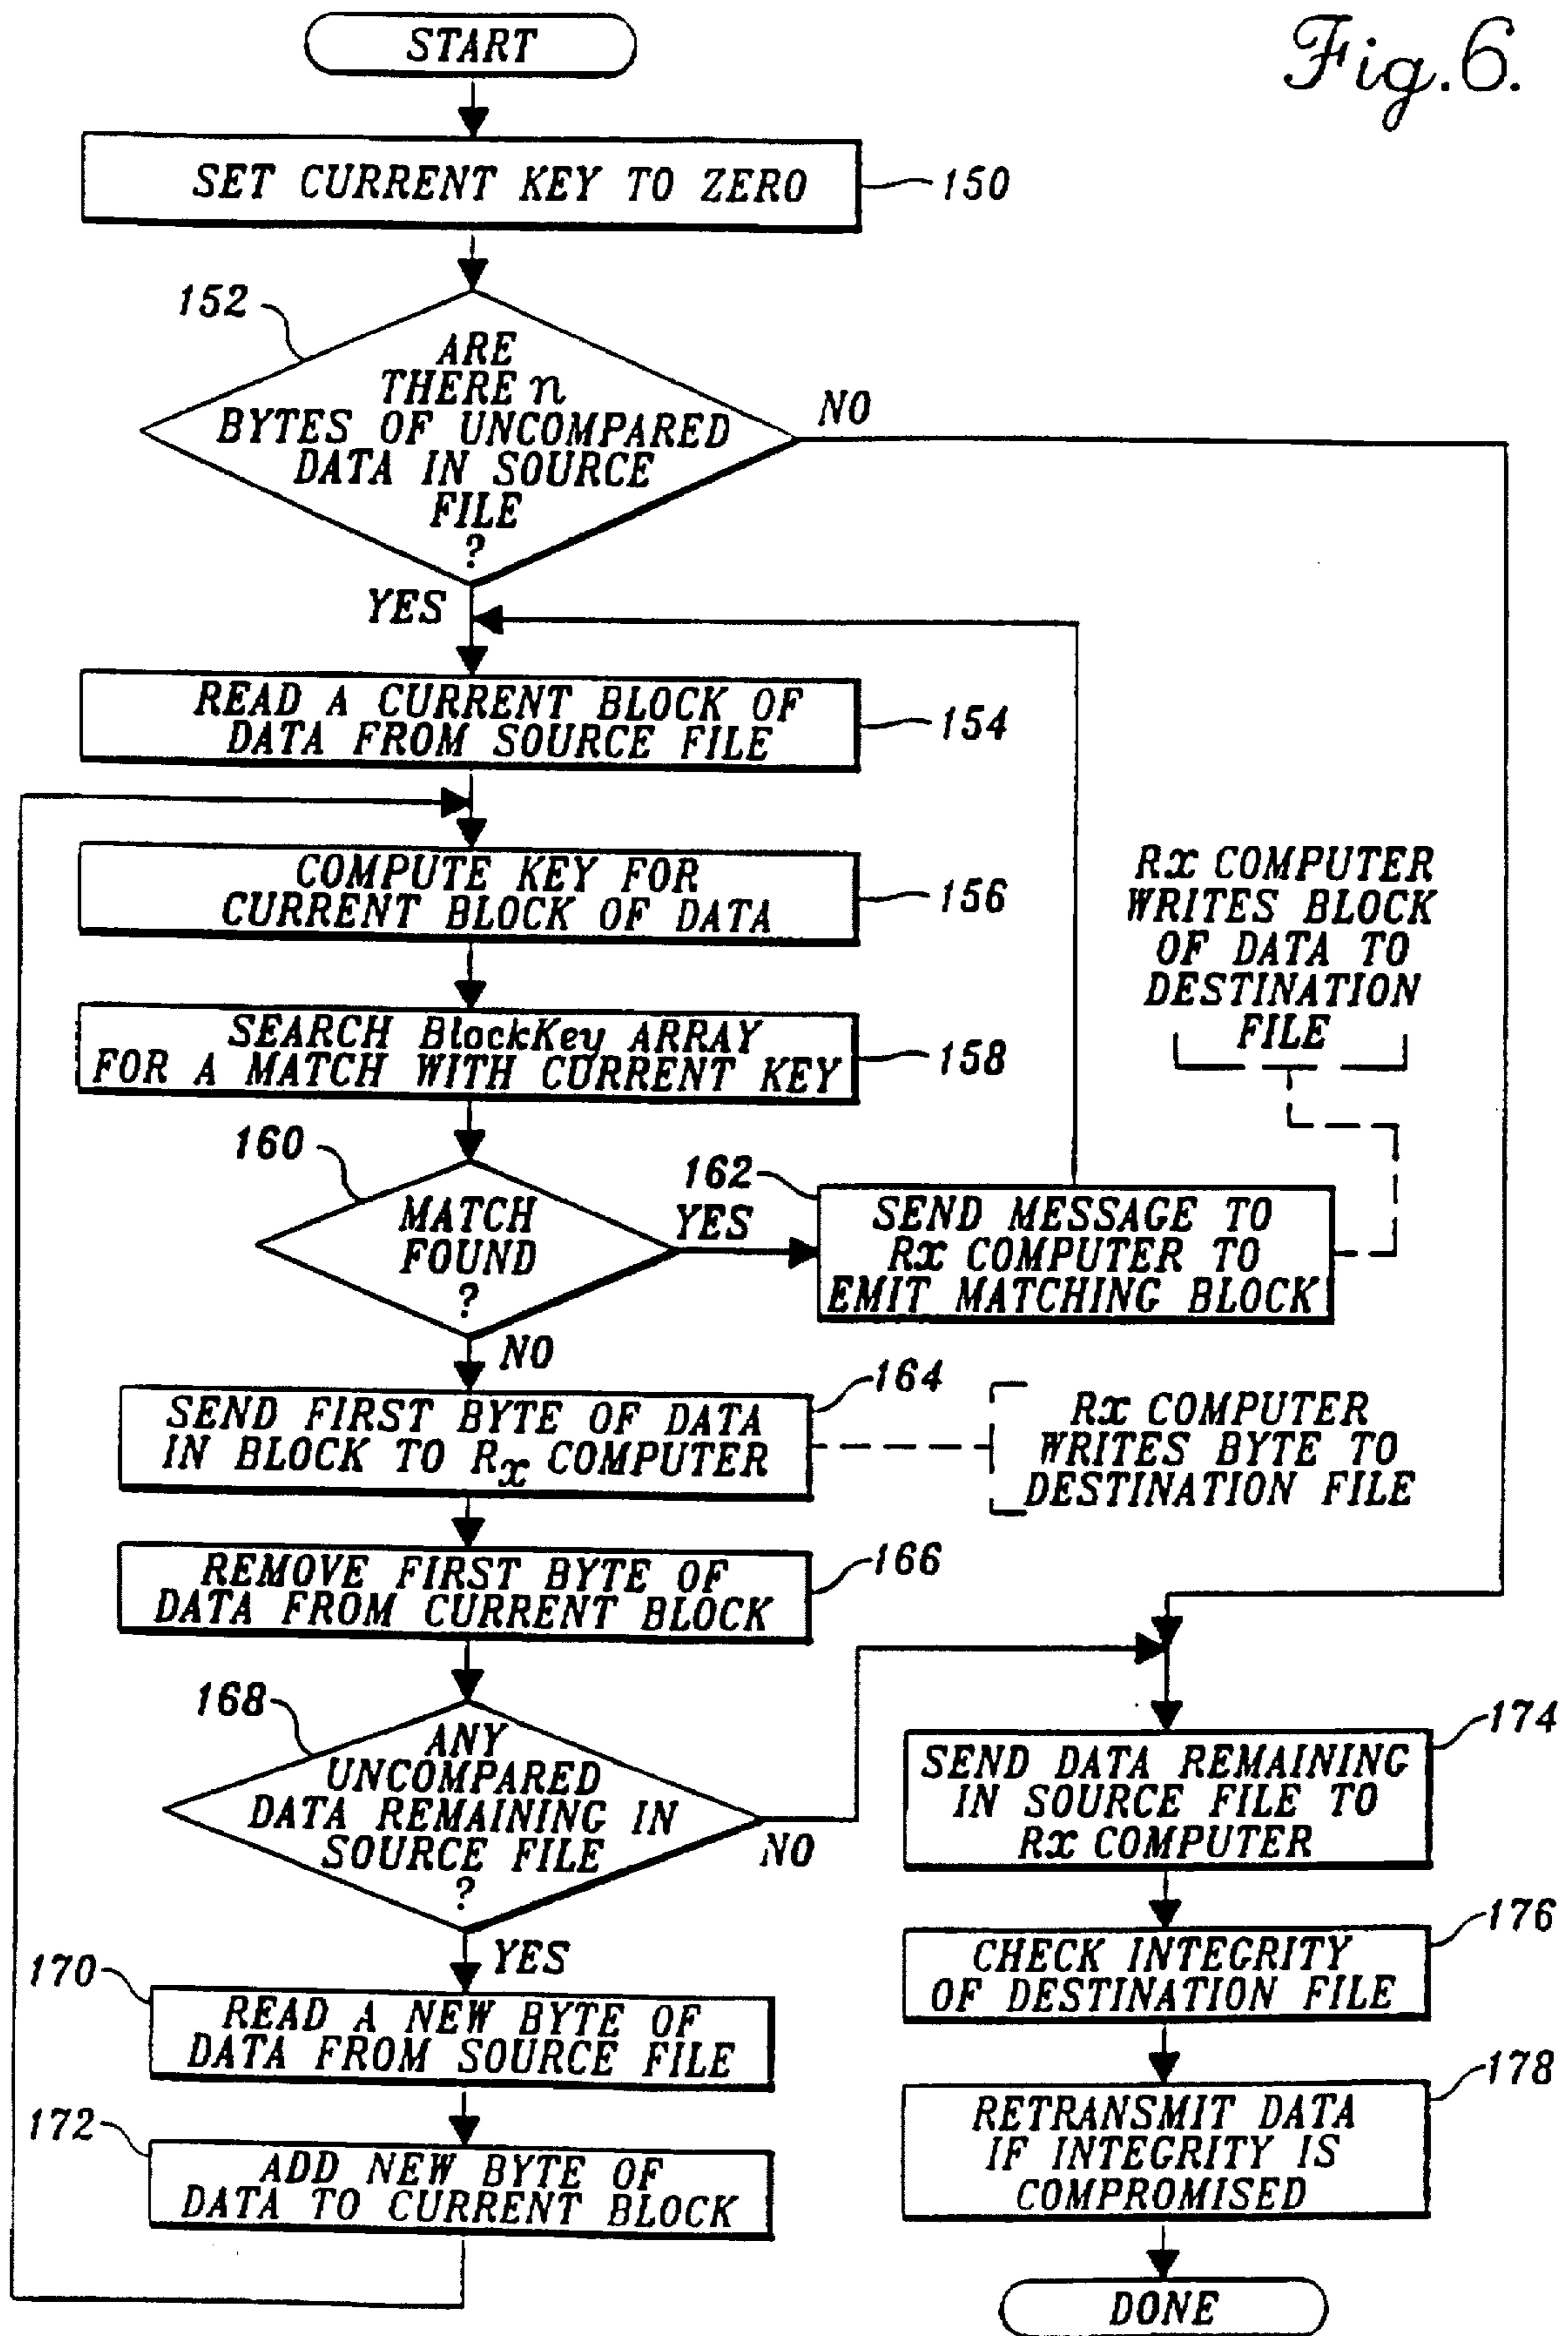 Fig.6.
START
SET CURRENT KEY TO ZERO
150
152
ARE
THERE n
BYTES OF UNCOMPARED
DATA IN SOURCE
FILE
?
NO
YES
READ A CURRENT BLOCK OF
DATA FROM SOURCE FILE
154
COMPUTE KEY FOR
CURRENT BLOCK OF DATA
156
RX COMPUTER
WRITES BLOCK
OF DATA TO
DESTINATION
FILE
SEARCH BlockKey ARRAY
FOR A MATCH WITH CURRENT KEY
158
160
MATCH
FOUND
?
YES
162
SEND MESSAGE TO
RX COMPUTER TO
EMIT MATCHING BLOCK
NO
164
SEND FIRST BYTE OF DATA
IN BLOCK TO Rx COMPUTER
RX COMPUTER
WRITES BYTE TO
DESTINATION FILE
166
REMOVE FIRST BYTE OF
DATA FROM CURRENT BLOCK
168
ANY
UNCOMPARED
DATA REMAINING IN
SOURCE FILE
?
NO
YES
174
SEND DATA REMAINING
IN SOURCE FILE TO
RX COMPUTER
176
CHECK INTEGRITY
OF DESTINATION FILE
170
READ A NEW BYTE OF
DATA FROM SOURCE FILE
178
RETRANSMIT DATA
IF INTEGRITY IS
COMPROMISED
172
ADD NEW BYTE OF
DATA TO CURRENT BLOCK
DONE